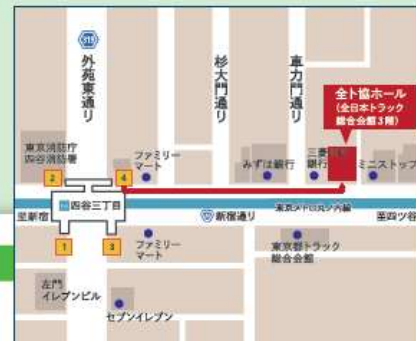 319
外苑東通り
杉大門通り
車力門通り
全ト協ホール
(全日本トラック
総合会館3階)
東京消防庁
四谷消防署
ファミリー
マート
みずほ銀行
三菱
銀行
ミニストップ
2
4
四谷三丁目
東京メトロ丸ノ内線
至新宿
新宿通り
至四ツ谷
1
3
ファミリー
マート
東京都トラック
総合会館
左門
イレブンビル
セブンイレブン